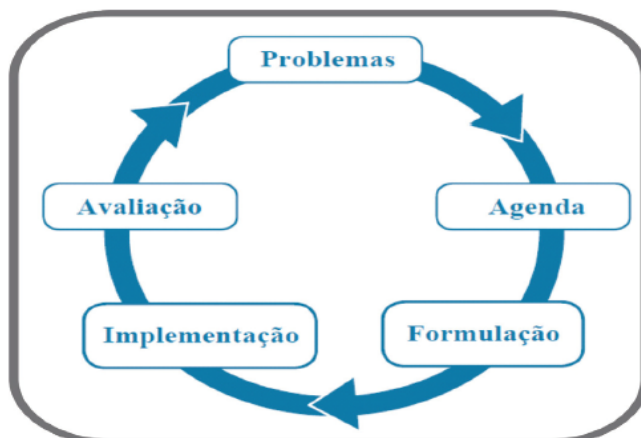 Problemas
Avaliação
Agenda
Implementação
Formulação